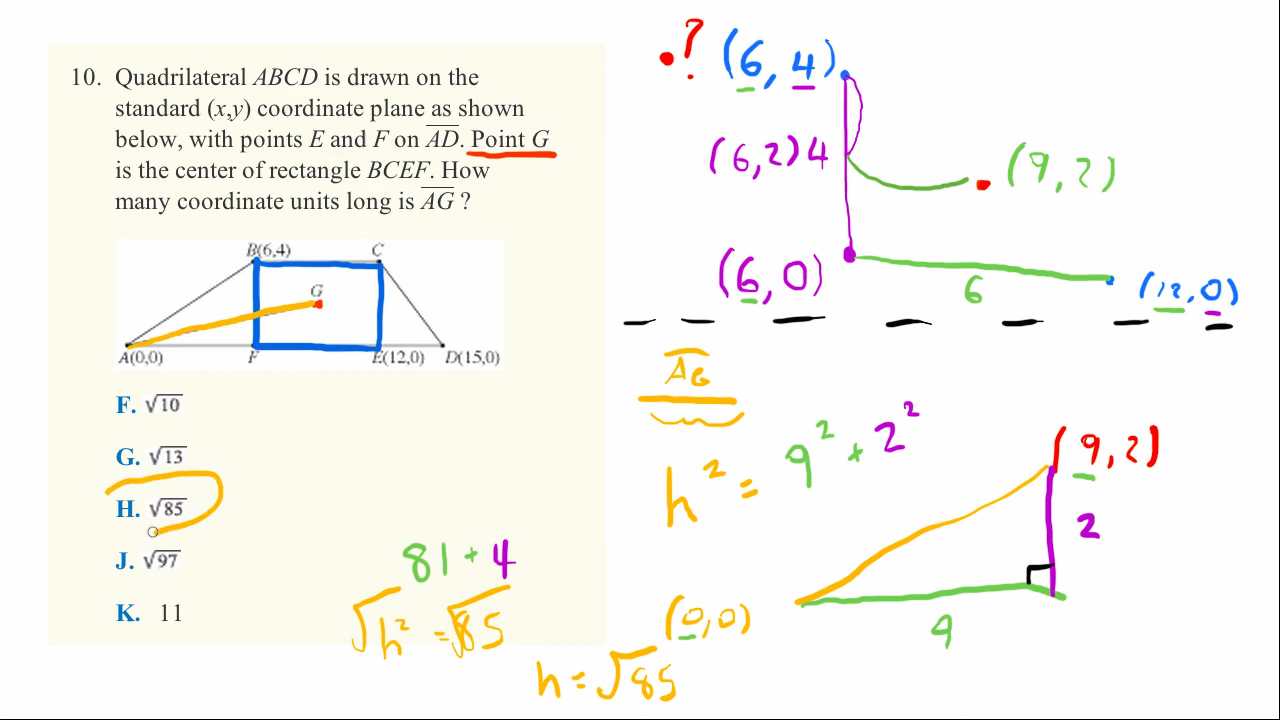 10. Quadrilateral ABCD is drawn on the
standard (x,y) coordinate plane as shown
below, with points E and F on AD. Point G
is the center of rectangle BCEF. How
many coordinate units long is AG ?
B(6,4) C
G
A(0,0) F E(12,0) D(15,0)
F. √10
G. √13
H. √85
J. √97
K. 11
? (6, 4)
(6,2) 4 (9,2)
(6,0) 6 (12,0)
AG
h² = 9² + 2²
(9,2)
2
9
(0,0)
81 + 4
√h² = √85
h = √85